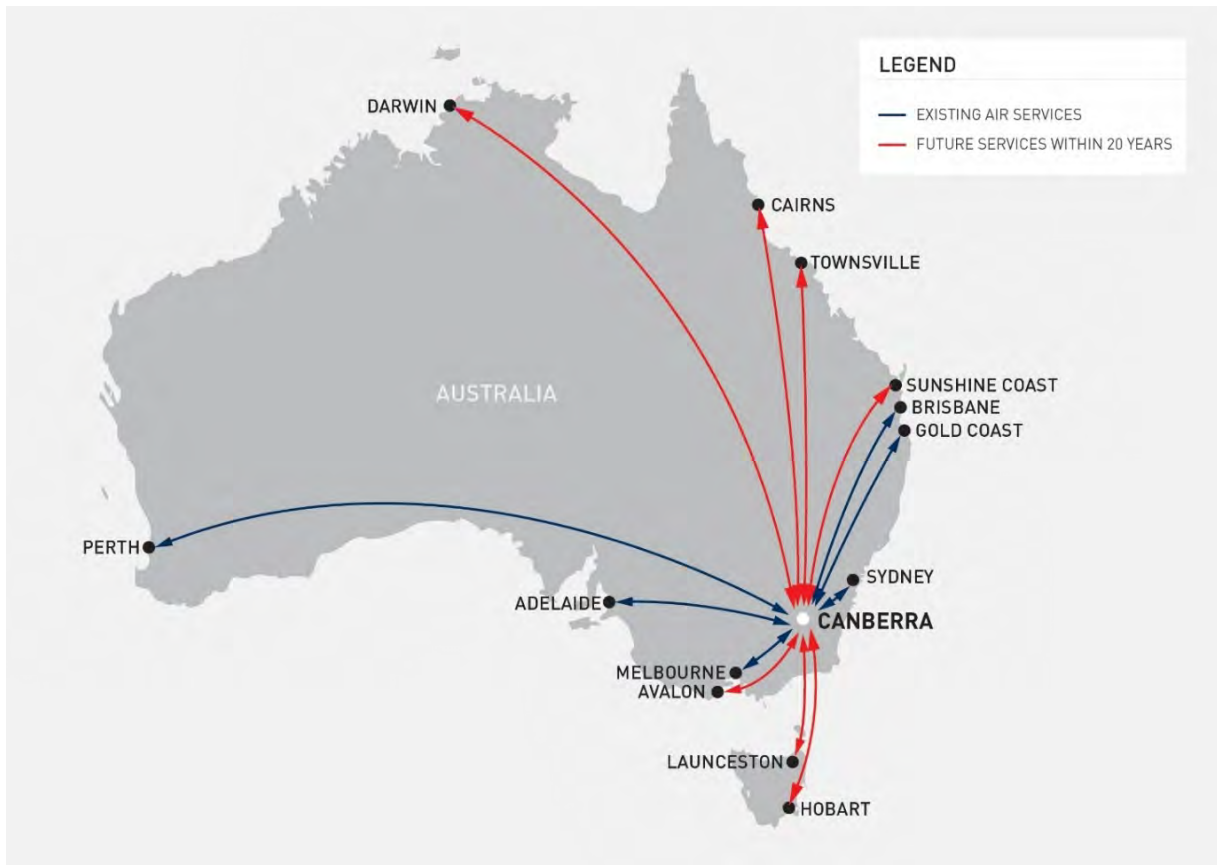 LEGEND
EXISTING AIR SERVICES
FUTURE SERVICES WITHIN 20 YEARS
DARWIN
CAIRNS
TOWNSVILLE
SUNSHINE COAST
AUSTRALIA
BRISBANE
GOLD COAST
PERTH
SYDNEY
ADELAIDE
CANBERRA
MELBOURNE
AVALON
LAUNCESTON
HOBART